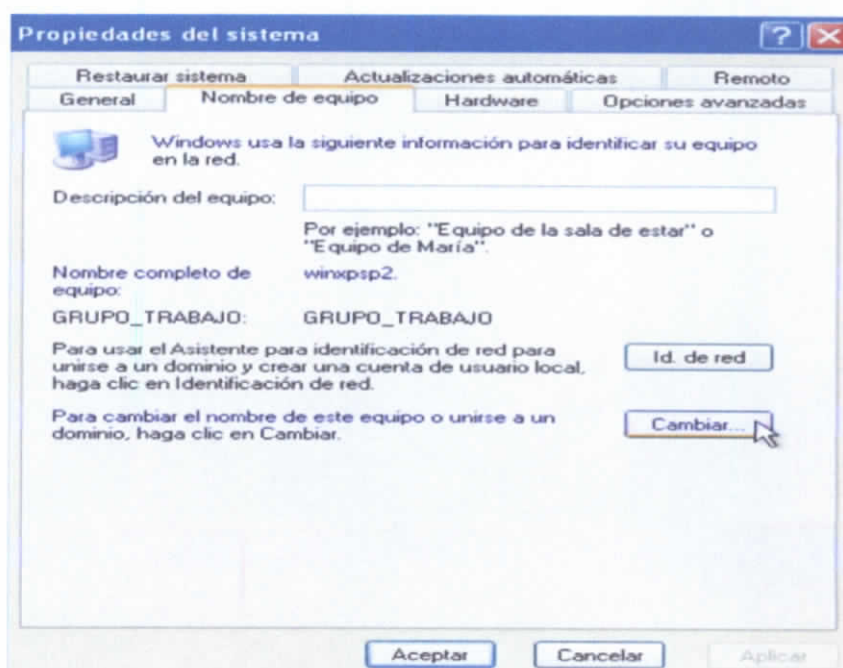 Propiedades del sistema
Restaurar sistema Actualizaciones automáticas Remoto
General Nombre de equipo Hardware Opciones avanzadas
Windows usa la siguiente información para identificar su equipo
en la red.
Descripción del equipo:
Por ejemplo: "Equipo de la sala de estar" o
"Equipo de María".
Nombre completo de winxpsp2.
equipo:
GRUPO_TRABAJO: GRUPO_TRABAJO
Para usar el Asistente para identificación de red para
unirse a un dominio y crear una cuenta de usuario local,
haga clic en Identificación de red.
Id. de red
Para cambiar el nombre de este equipo o unirse a un
dominio, haga clic en Cambiar.
Cambiar...
Aceptar Cancelar Aplicar